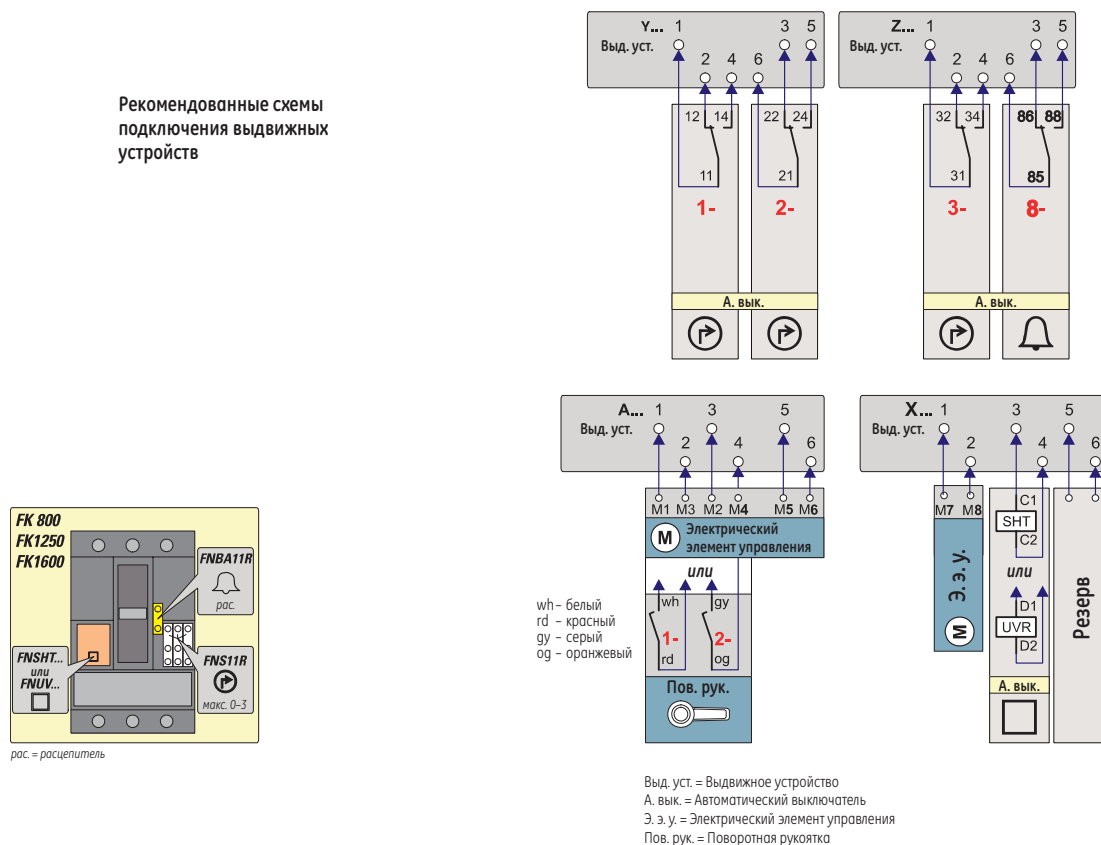 Рекомендованные схемы
подключения выдвижных
устройств
Y... 1 3 5
Выд. уст.
2 4 6
12 14 22 24
11 21
1- 2-
А. вык.
Z... 1 3 5
Выд. уст.
2 4 6
32 34 86 88
31 85
3- 8-
А. вык.
A... 1 3 5
Выд. уст.
2 4 6
M1 M3 M2 M4 M5 M6
M Электрический
элемент управления
или
wh gy
1- 2-
rd og
Пов. рук.
wh – белый
rd – красный
gy – серый
og – оранжевый
X... 1 3 5
Выд. уст.
2 4 6
M7 M8
Э. э. у.
M
C1
SHT
C2
или
D1
UVR
D2
А. вык.
Резерв
FK 800
FK1250
FK1600
FNBA11R
рас.
FNSHT...
или
FNUV...
FNS11R
макс. 0–3
рас. = расцепитель
Выд. уст. = Выдвижное устройство
А. вык. = Автоматический выключатель
Э. э. у. = Электрический элемент управления
Пов. рук. = Поворотная рукоятка